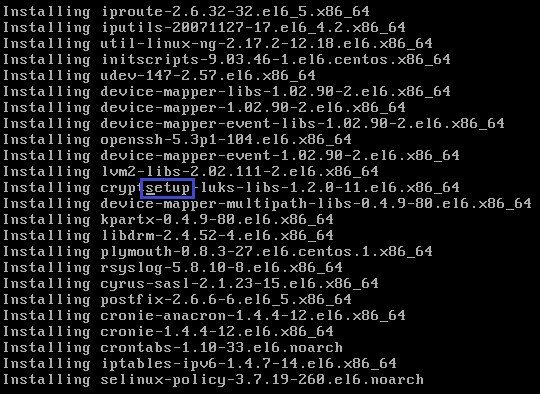 Installing iproute-2.6.32-32.el6_5.x86_64
Installing iputils-20071127-17.el6_4.2.x86_64
Installing util-linux-ng-2.17.2-12.18.el6.x86_64
Installing initscripts-9.03.46-1.el6.centos.x86_64
Installing udev-147-2.57.el6.x86_64
Installing device-mapper-libs-1.02.90-2.el6.x86_64
Installing device-mapper-1.02.90-2.el6.x86_64
Installing device-mapper-event-libs-1.02.90-2.el6.x86_64
Installing openssh-5.3p1-104.el6.x86_64
Installing device-mapper-event-1.02.90-2.el6.x86_64
Installing lvm2-libs-2.02.111-2.el6.x86_64
Installing cryptsetup-luks-libs-1.2.0-11.el6.x86_64
Installing device-mapper-multipath-libs-0.4.9-80.el6.x86_64
Installing kpartx-0.4.9-80.el6.x86_64
Installing libdrm-2.4.52-4.el6.x86_64
Installing plymouth-0.8.3-27.el6.centos.1.x86_64
Installing rsyslog-5.8.10-8.el6.x86_64
Installing cyrus-sasl-2.1.23-15.el6.x86_64
Installing postfix-2.6.6-6.el6_5.x86_64
Installing cronie-anacron-1.4.4-12.el6.x86_64
Installing cronie-1.4.4-12.el6.x86_64
Installing crontabs-1.10-33.el6.noarch
Installing iptables-ipv6-1.4.7-14.el6.x86_64
Installing selinux-policy-3.7.19-260.el6.noarch